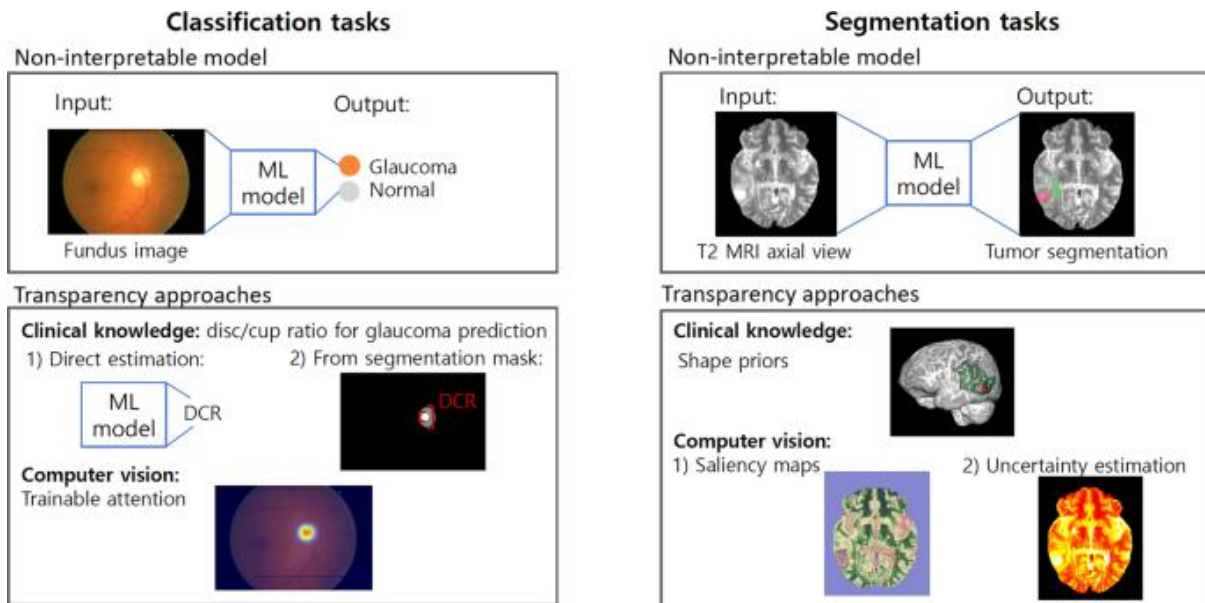 Classification tasks
Non-interpretable model
Input:
Output:
ML
model
Glaucoma
Normal
Fundus image
Transparency approaches
Clinical knowledge: disc/cup ratio for glaucoma prediction
1) Direct estimation:
2) From segmentation mask:
ML
model
DCR
DCR
Computer vision:
Trainable attention
Segmentation tasks
Non-interpretable model
Input:
Output:
ML
model
T2 MRI axial view
Tumor segmentation
Transparency approaches
Clinical knowledge:
Shape priors
Computer vision:
1) Saliency maps
2) Uncertainty estimation